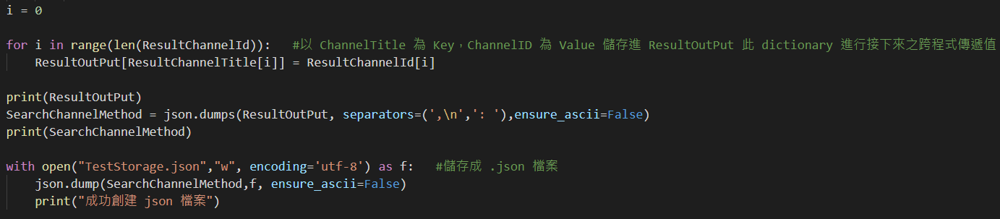 i = 0
for i in range(len(ResultChannelId)):   #以 ChannelTitle 為 Key，ChannelID 為 Value 儲存進 ResultOutPut 此 dictionary 進行接下來之跨程式傳遞值
    ResultOutPut[ResultChannelTitle[i]] = ResultChannelId[i]
print(ResultOutPut)
SearchChannelMethod = json.dumps(ResultOutPut, separators=(',\n',': '),ensure_ascii=False)
print(SearchChannelMethod)
with open("TestStorage.json","w", encoding='utf-8') as f:   #儲存成 .json 檔案
    json.dump(SearchChannelMethod,f, ensure_ascii=False)
    print("成功創建 json 檔案")